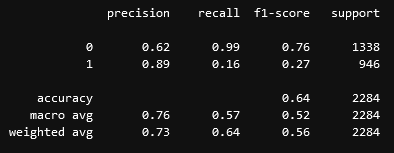 precision recall f1-score support
0 0.62 0.99 0.76 1338
1 0.89 0.16 0.27 946
accuracy 0.64 2284
macro avg 0.76 0.57 0.52 2284
weighted avg 0.73 0.64 0.56 2284